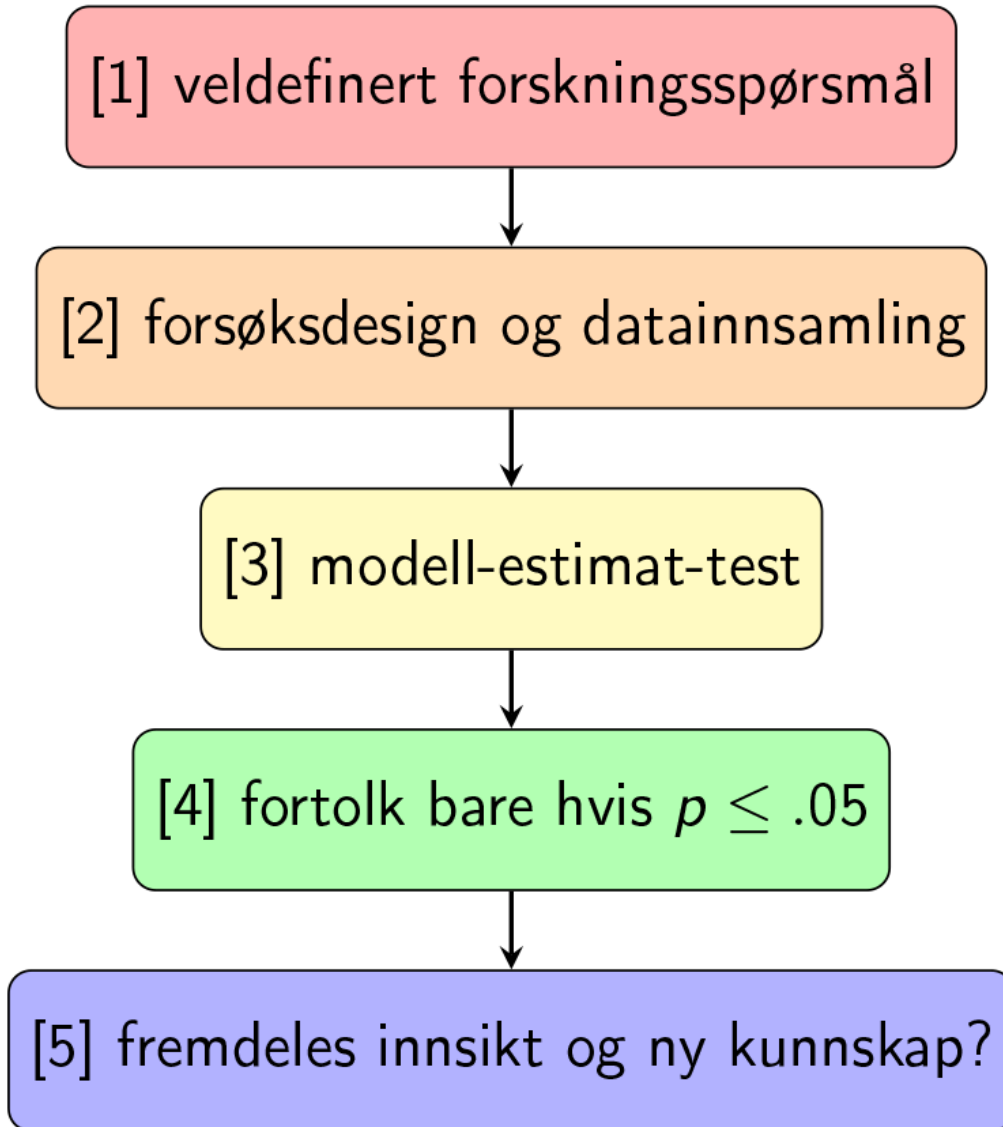 [1] veldefinert forskningsspørsmål
[2] forsøksdesign og datainnsamling
[3] modell-estimat-test
[4] fortolk bare hvis p ≤ .05
[5] fremdeles innsikt og ny kunnskap?